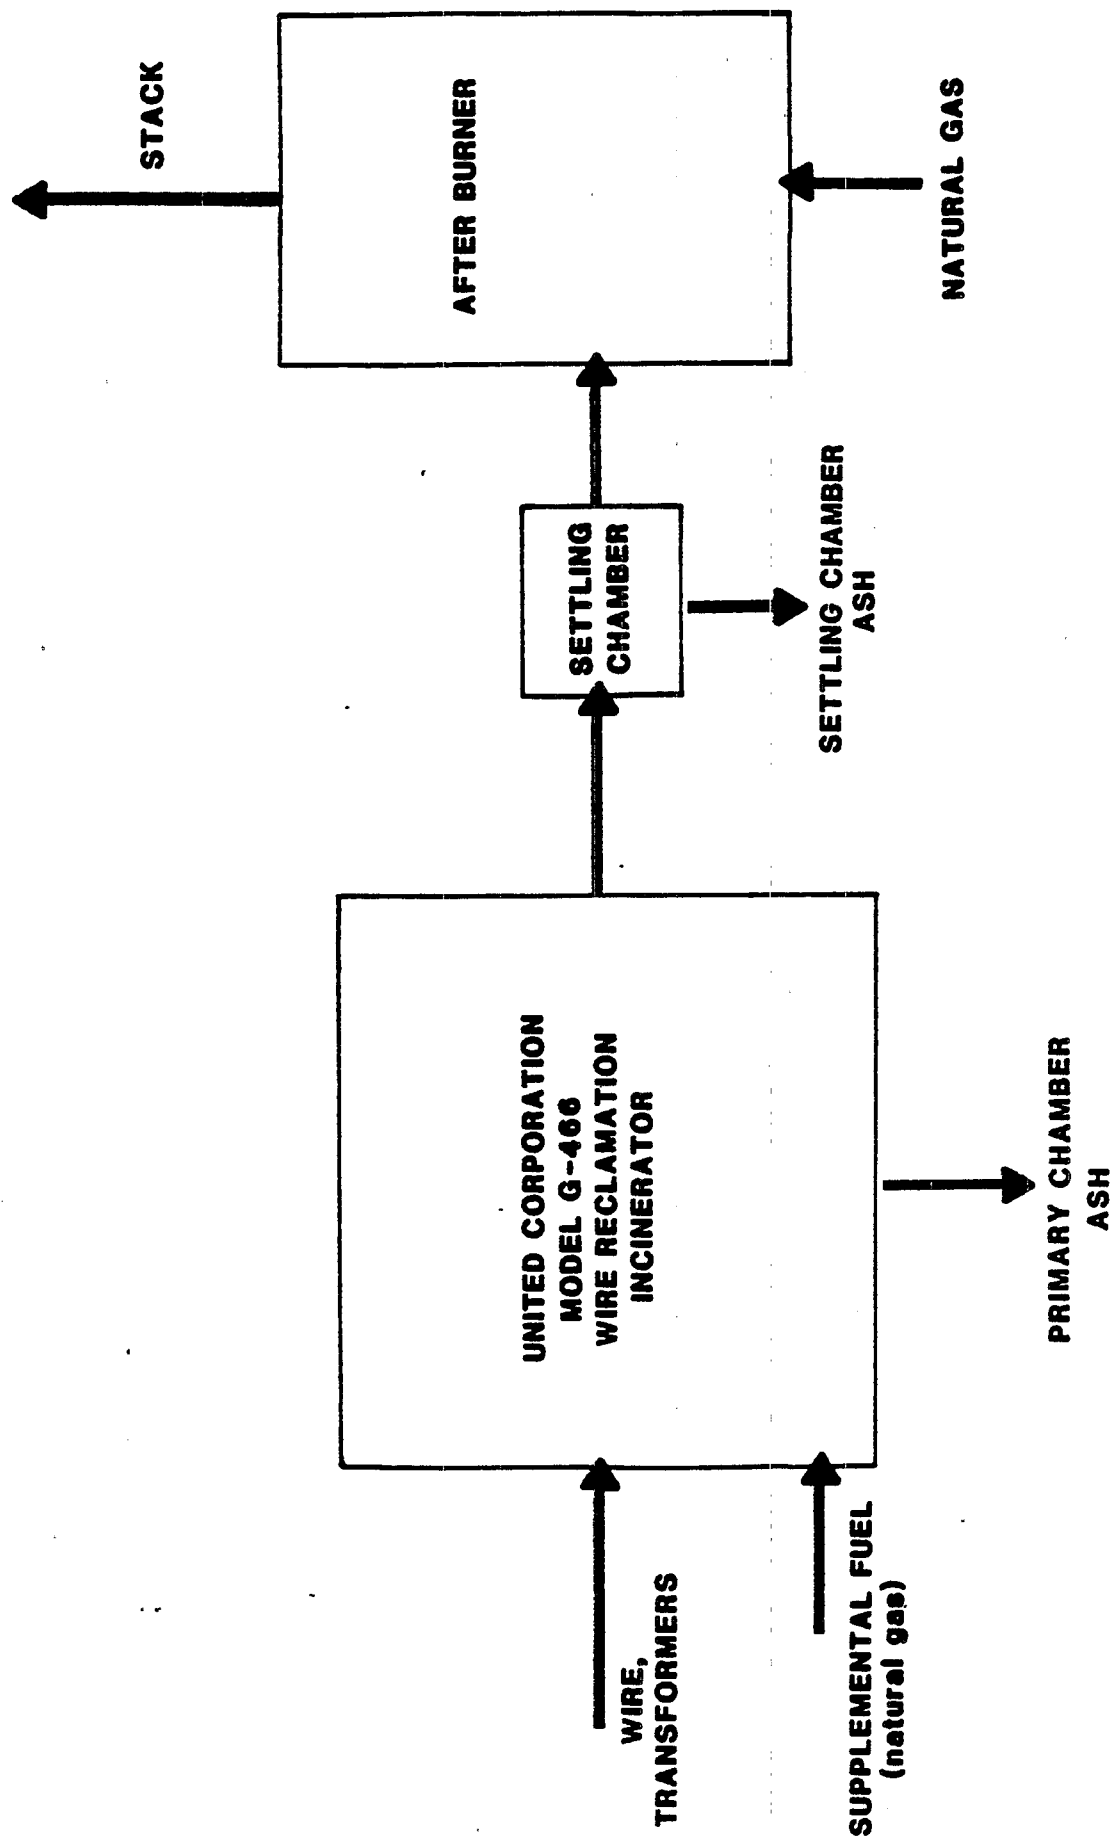 WIRE,
TRANSFORMERS
SUPPLEMENTAL FUEL
(natural gas)
UNITED CORPORATION
MODEL G-466
WIRE RECLAMATION
INCINERATOR
PRIMARY CHAMBER
ASH
SETTLING
CHAMBER
SETTLING CHAMBER
ASH
AFTER BURNER
STACK
NATURAL GAS